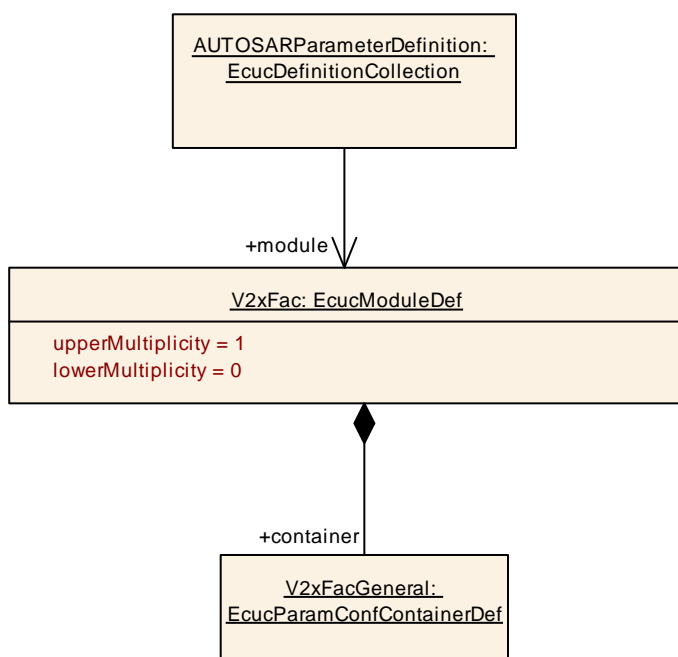 AUTOSARParameterDefinition:
EcucDefinitionCollection
+module
V2xFac: EcucModuleDef
upperMultiplicity = 1
lowerMultiplicity = 0
+container
V2xFacGeneral:
EcucParamConfContainerDef